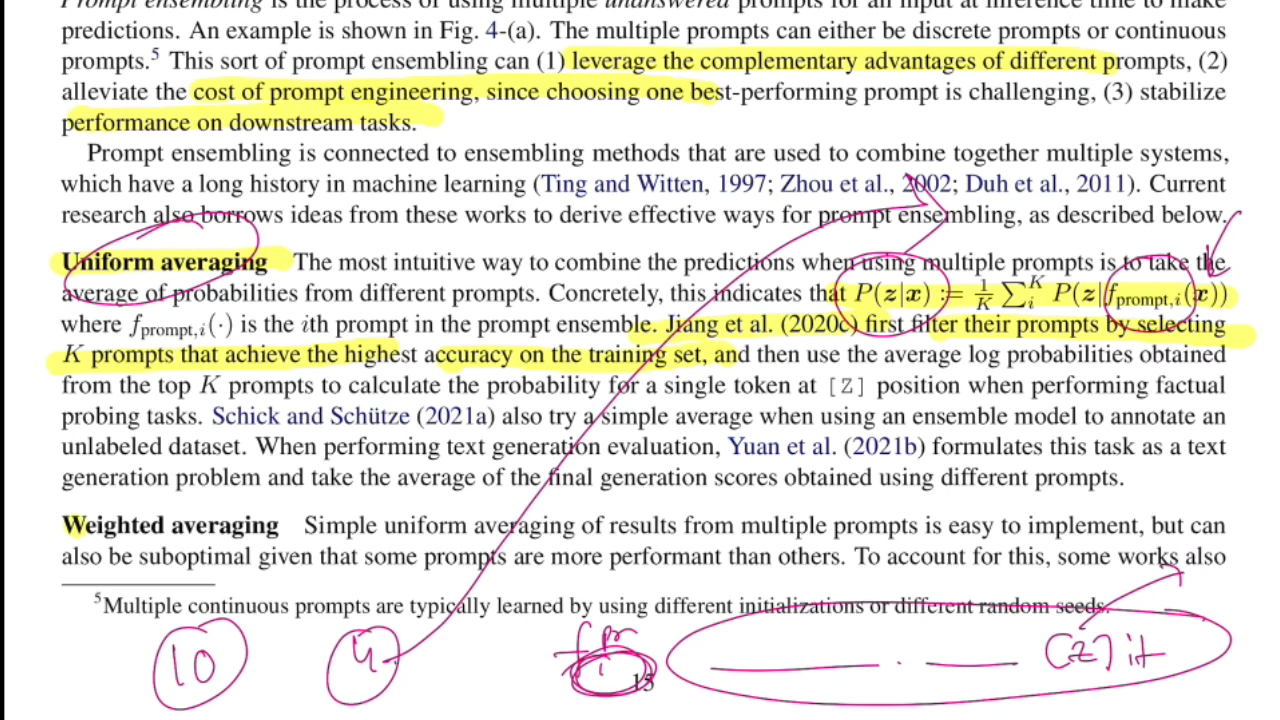 Prompt ensembling is the process of using multiple unanswered prompts for an input at inference time to make
predictions. An example is shown in Fig. 4-(a). The multiple prompts can either be discrete prompts or continuous
prompts.⁵ This sort of prompt ensembling can (1) leverage the complementary advantages of different prompts, (2)
alleviate the cost of prompt engineering, since choosing one best-performing prompt is challenging, (3) stabilize
performance on downstream tasks.
Prompt ensembling is connected to ensembling methods that are used to combine together multiple systems,
which have a long history in machine learning (Ting and Witten, 1997; Zhou et al., 2002; Duh et al., 2011). Current
research also borrows ideas from these works to derive effective ways for prompt ensembling, as described below.
Uniform averaging The most intuitive way to combine the predictions when using multiple prompts is to take the
average of probabilities from different prompts. Concretely, this indicates that P(z|x) := 1/K ∑ᵢᴷ P(z|f_prompt,i(x))
where f_prompt,i(·) is the ith prompt in the prompt ensemble. Jiang et al. (2020c) first filter their prompts by selecting
K prompts that achieve the highest accuracy on the training set, and then use the average log probabilities obtained
from the top K prompts to calculate the probability for a single token at [Z] position when performing factual
probing tasks. Schick and Schütze (2021a) also try a simple average when using an ensemble model to annotate an
unlabeled dataset. When performing text generation evaluation, Yuan et al. (2021b) formulates this task as a text
generation problem and take the average of the final generation scores obtained using different prompts.
Weighted averaging Simple uniform averaging of results from multiple prompts is easy to implement, but can
also be suboptimal given that some prompts are more performant than others. To account for this, some works also
⁵Multiple continuous prompts are typically learned by using different initializations or different random seeds.
10 4 f pr i [z] it
15